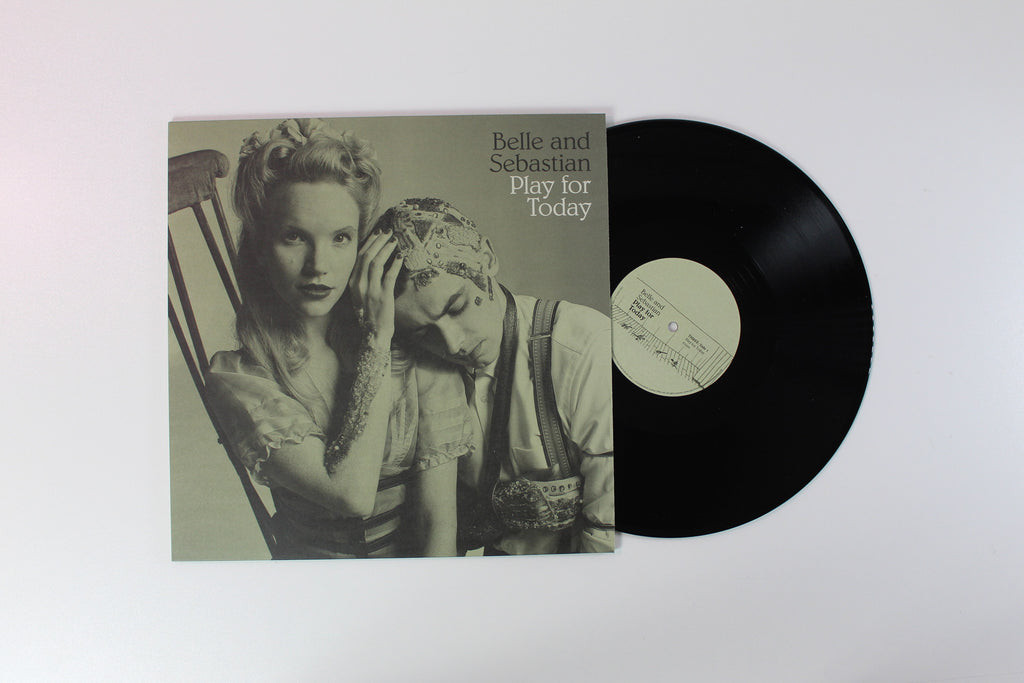 Belle and
Sebastian
Play for
Today
Belle and
Sebastian
Play for
Today